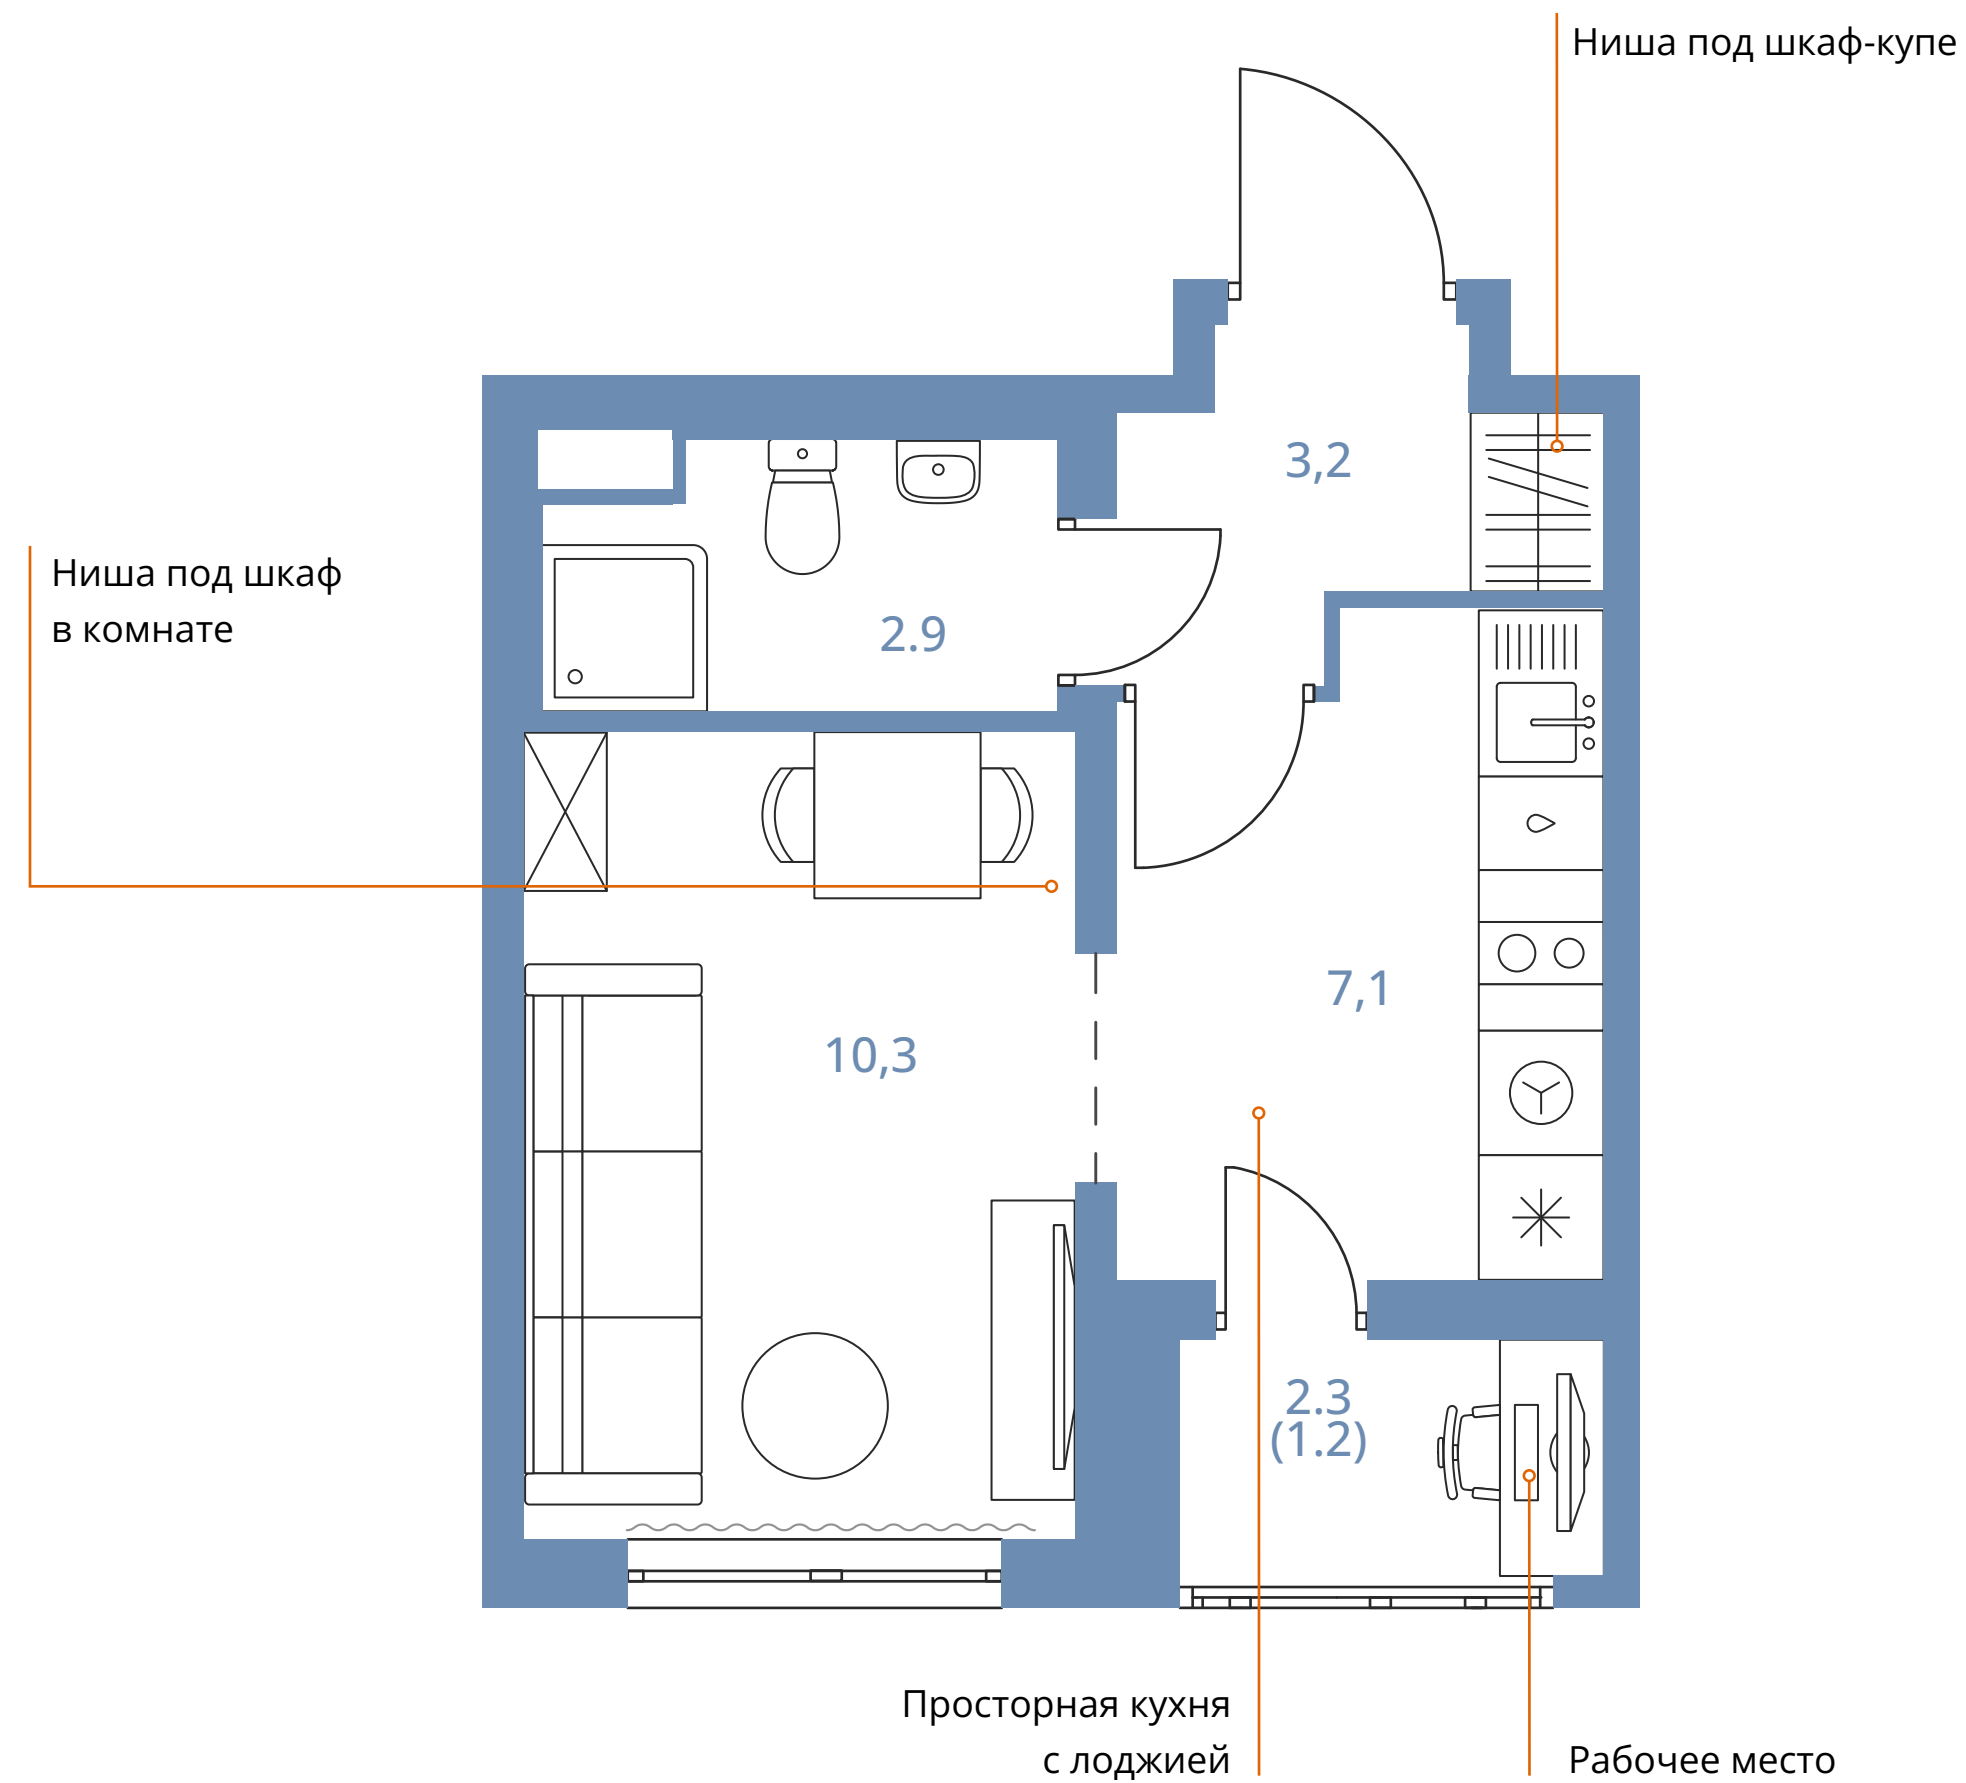 Ниша под шкаф-купе
3,2
Ниша под шкаф
в комнате
2.9
7,1
10,3
2.3
(1.2)
Просторная кухня
с лоджией
Рабочее место